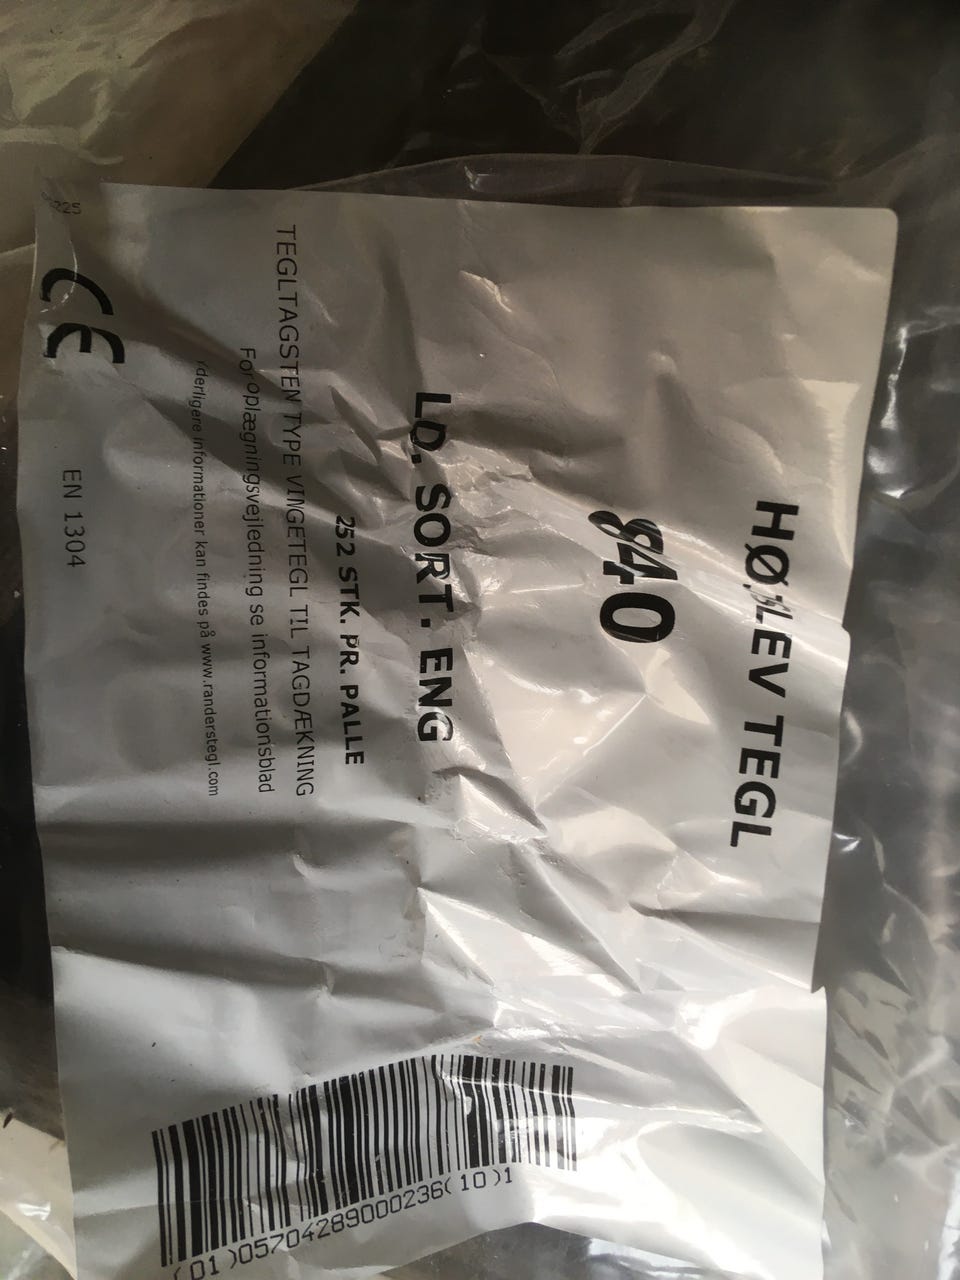 HØJSLEV TEGL
840
LD. SORT. ENG
252 STK. PR. PALLE
TEGLTAGSTEN TYPE VINGETEGL TIL TAGDÆKNING
For Oplægningsvejledning se informationsblad
Yderligere informationer kan findes på www.randerstegl.com
CE
EN 1304
(01)05704289000236(10)1